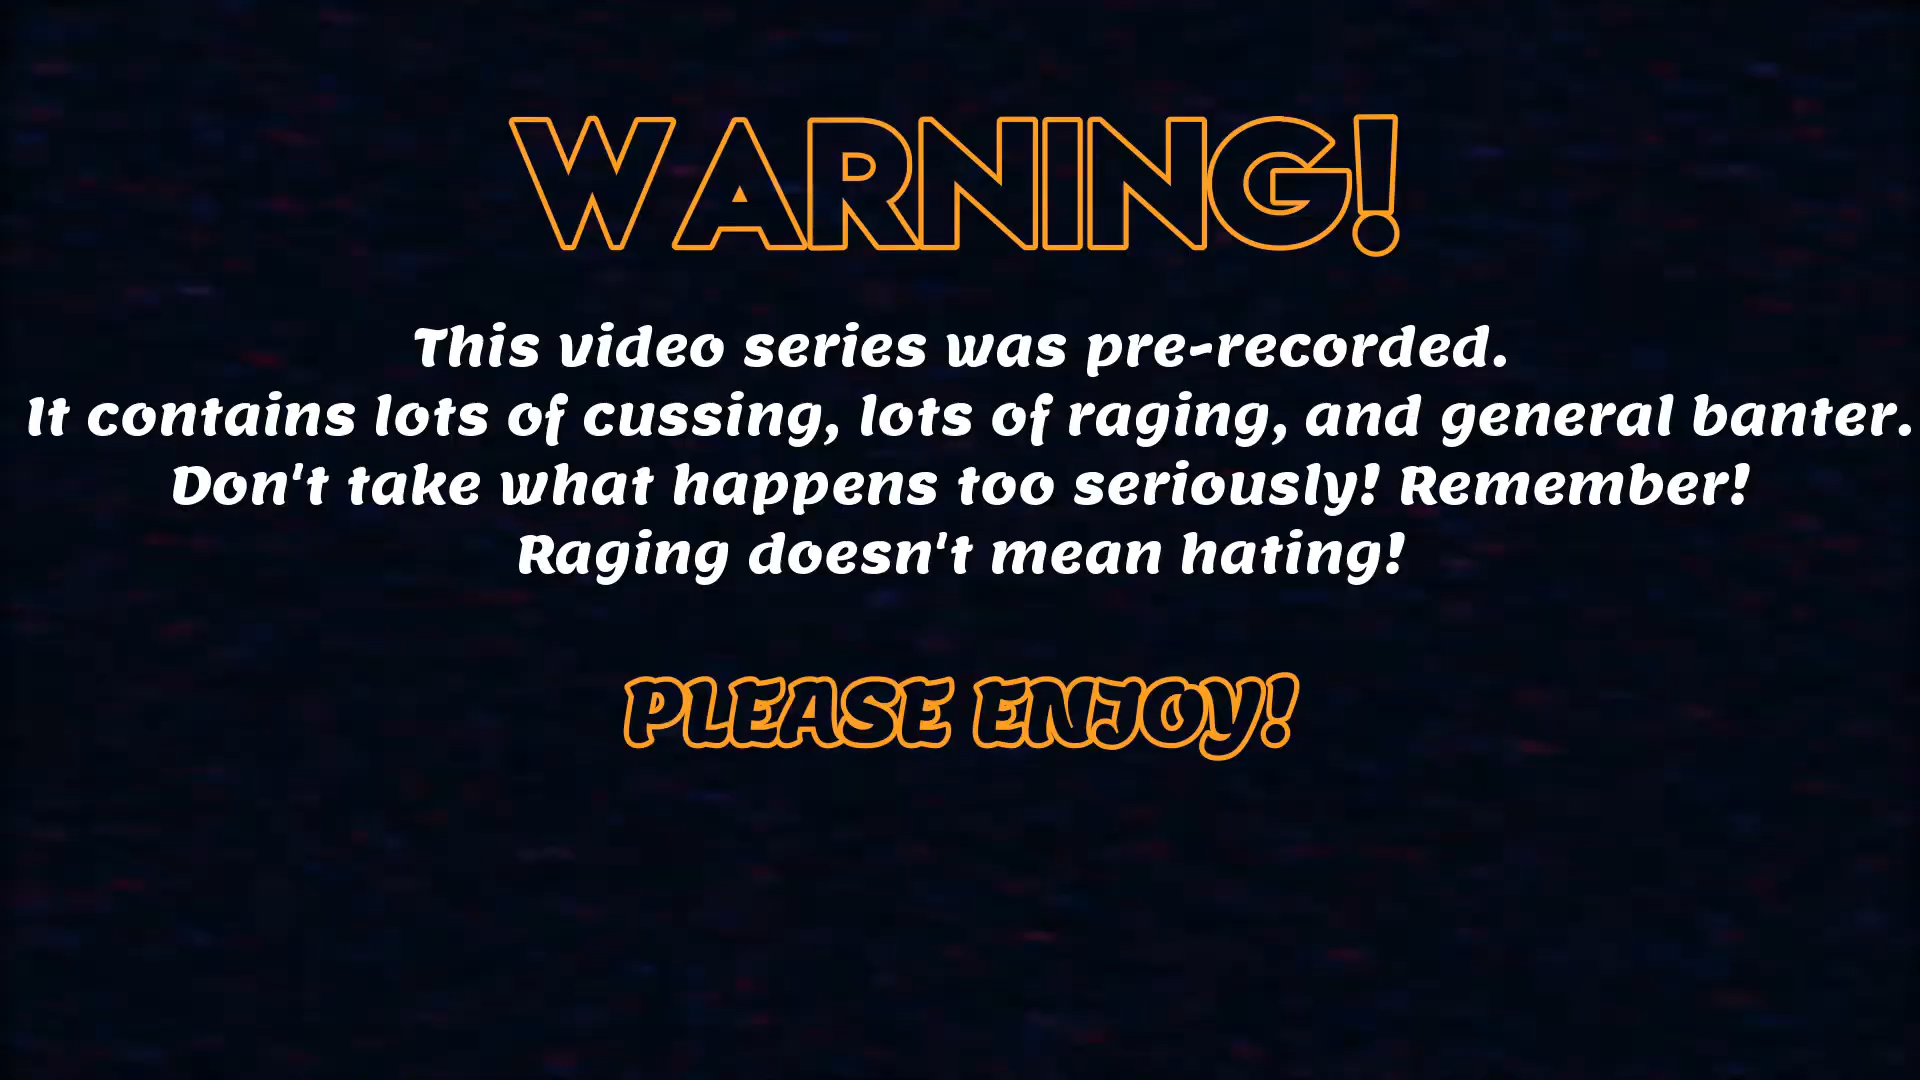 WARNING!
This video series was pre-recorded.
It contains lots of cussing, lots of raging, and general banter.
Don't take what happens too seriously! Remember!
Raging doesn't mean hating!
PLEASE ENJOY!